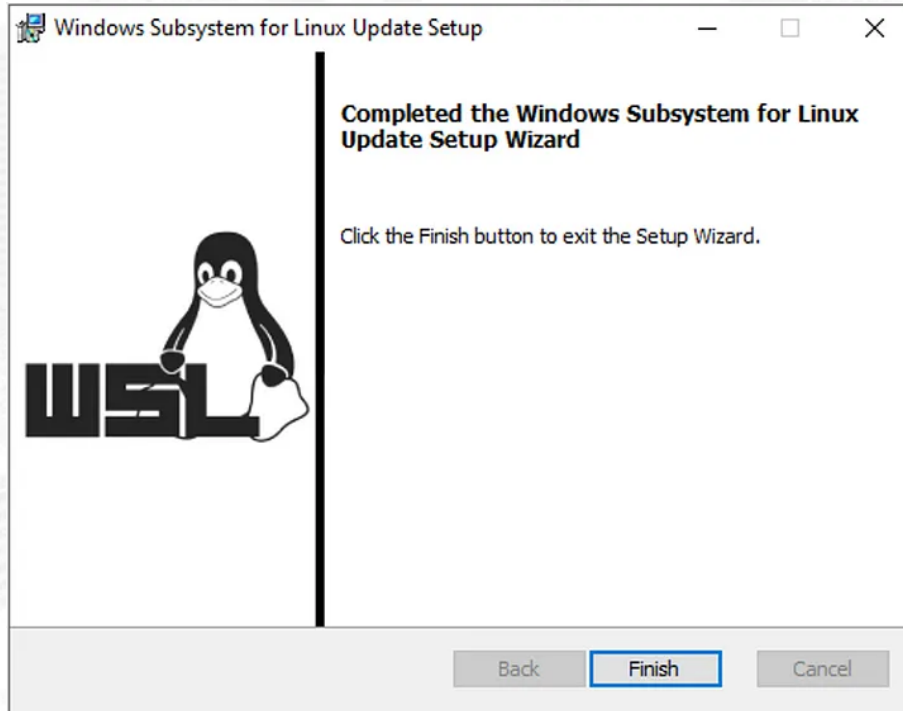 Windows Subsystem for Linux Update Setup
Completed the Windows Subsystem for Linux
Update Setup Wizard
Click the Finish button to exit the Setup Wizard.
WSL
Back
Finish
Cancel